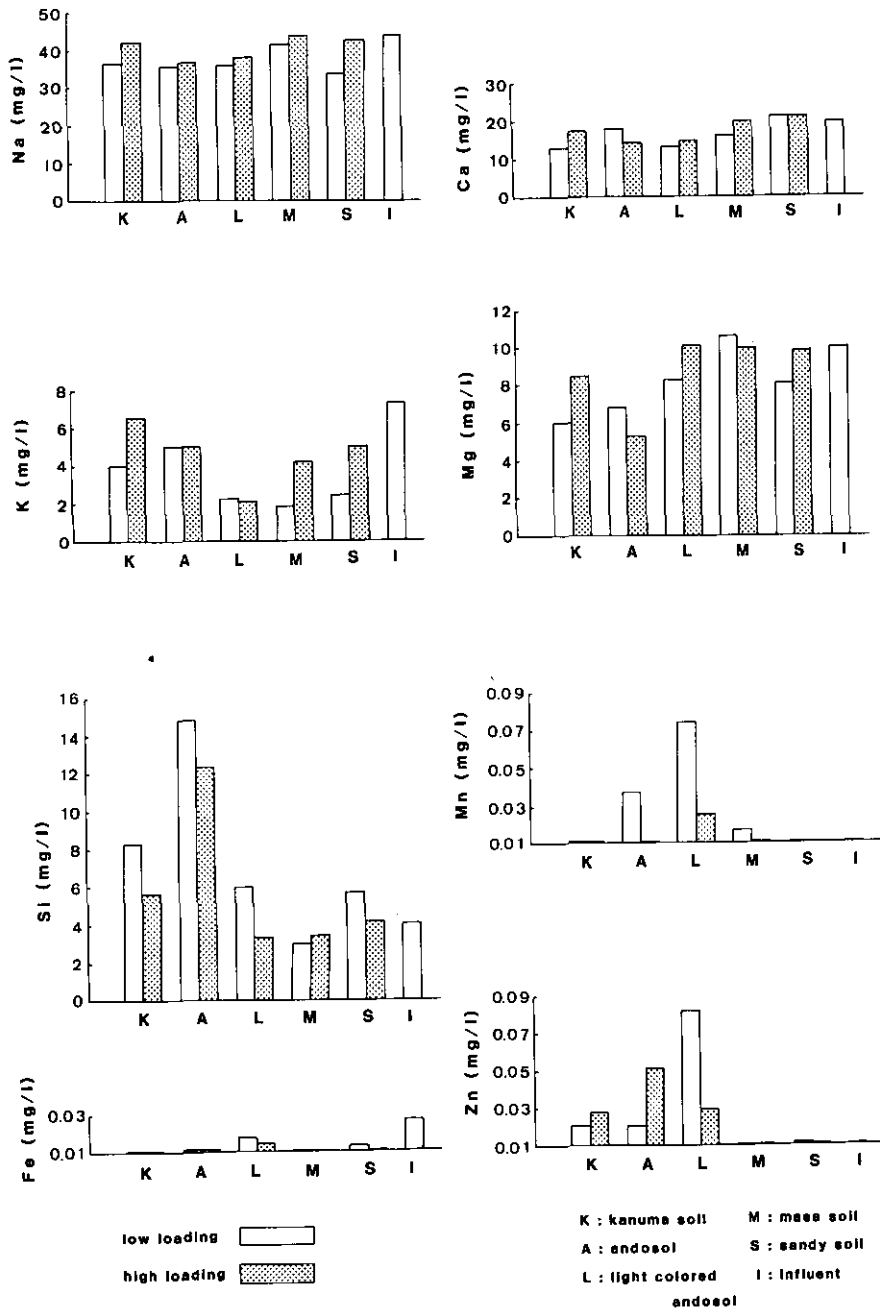 Na (mg/l)
50
40
30
20
10
0
K A L M S I
Ca (mg/l)
30
20
10
0
K A L M S I
K (mg/l)
8
6
4
2
0
K A L M S I
Mg (mg/l)
12
10
8
6
4
2
0
K A L M S I
Si (mg/l)
16
14
12
10
8
6
4
2
0
K A L M S I
Mn (mg/l)
0.09
0.07
0.05
0.03
0.01
K A L M S I
Fe (mg/l)
0.03
0.01
K A L M S I
Zn (mg/l)
0.09
0.07
0.05
0.03
0.01
K A L M S I
low loading
high loading
K : kanuma soil
M : masa soil
A : andosol
S : sandy soil
L : light colored
andosol
I : influent